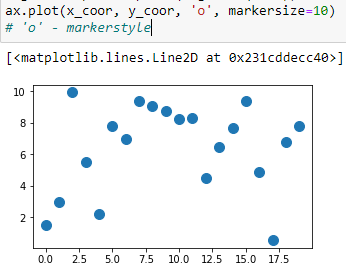 ax.plot(x_coor, y_coor, 'o', markersize=10)
# 'o' - markerstyle
[<matplotlib.lines.Line2D at 0x231cddecc40>]
10
8
6
4
2
0.0 2.5 5.0 7.5 10.0 12.5 15.0 17.5